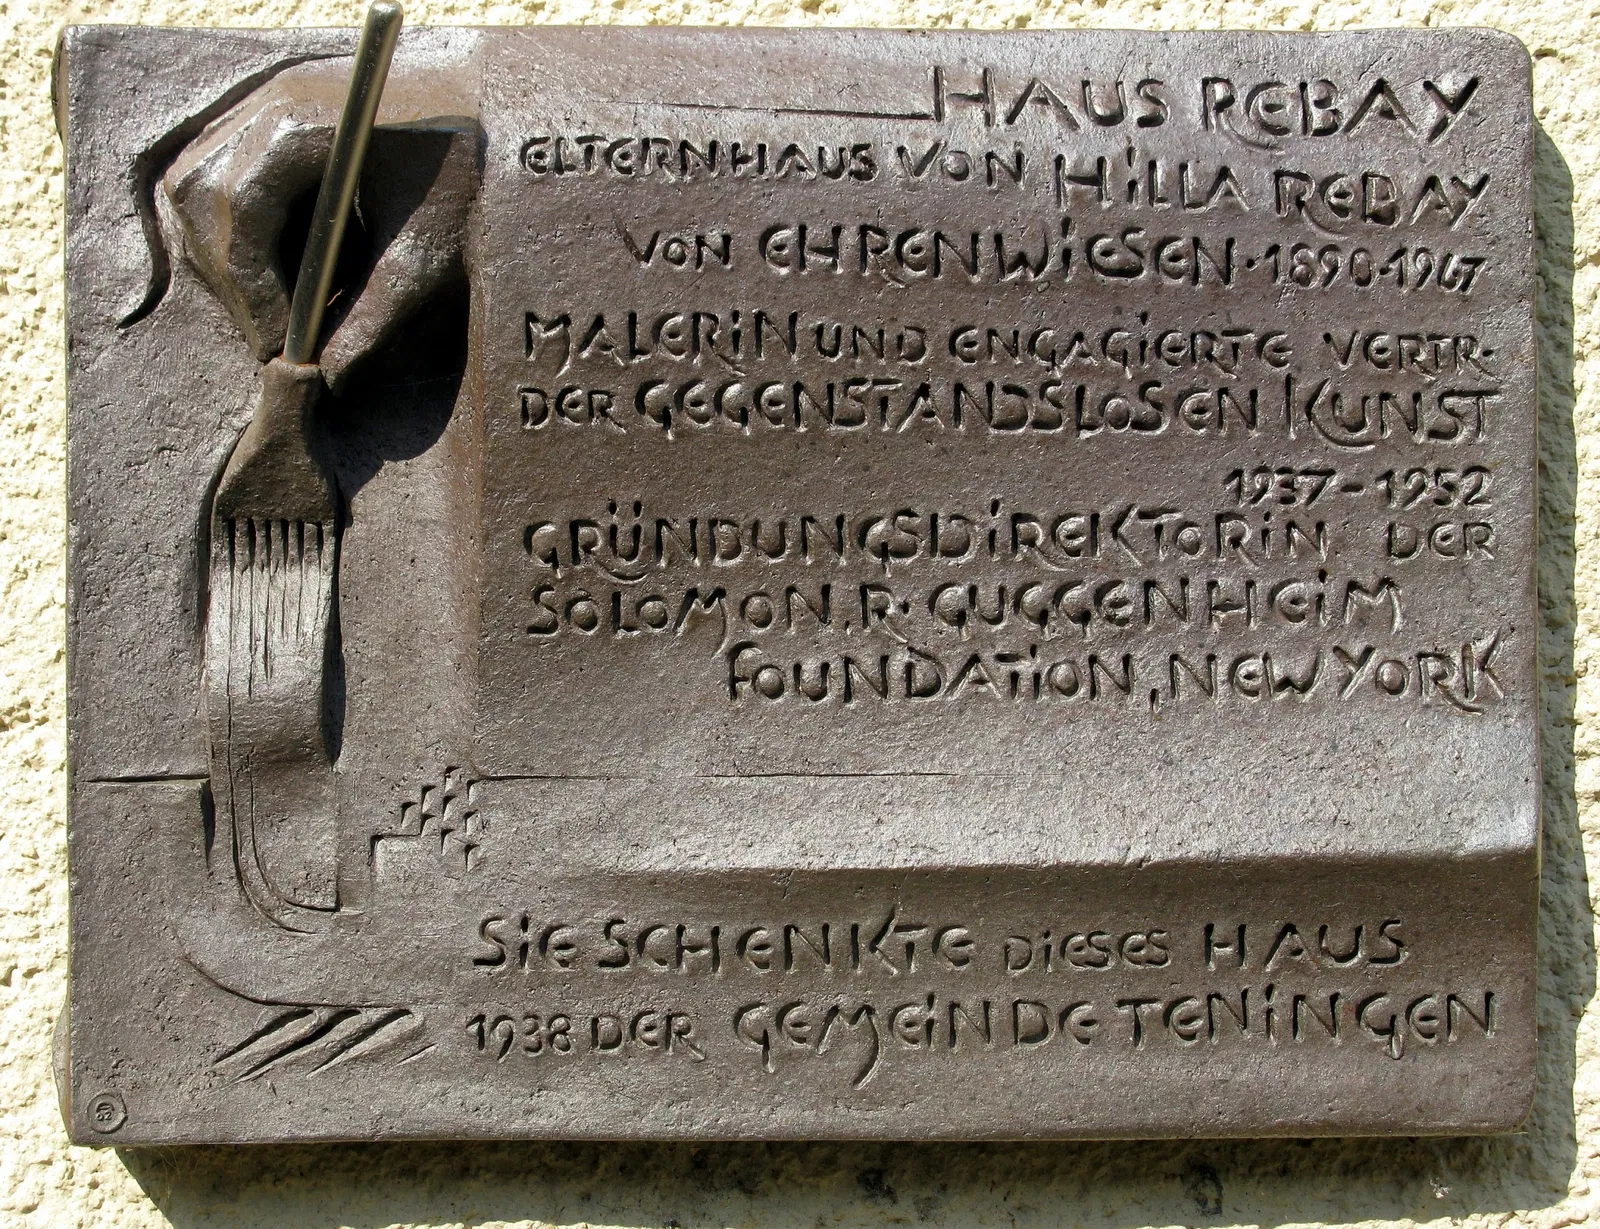 HAUS REBAY
ELTERNHAUS VON HiLLA REBAY
VON EHRENWiESEN·1890·1967
MALERiN UND ENGAGiERTE VERTR.
DER GEGENSTANDSLOSEN KUNST
1937-1952
GRÜNDUNGSDiREKTORiN DER
SOLOMON.R·GUGGENHEiM
FOUNDATiON, NEW YORK
SiE SCHENKTE DiESES HAUS
1938 DER GEMEiNDE TENiNGEN